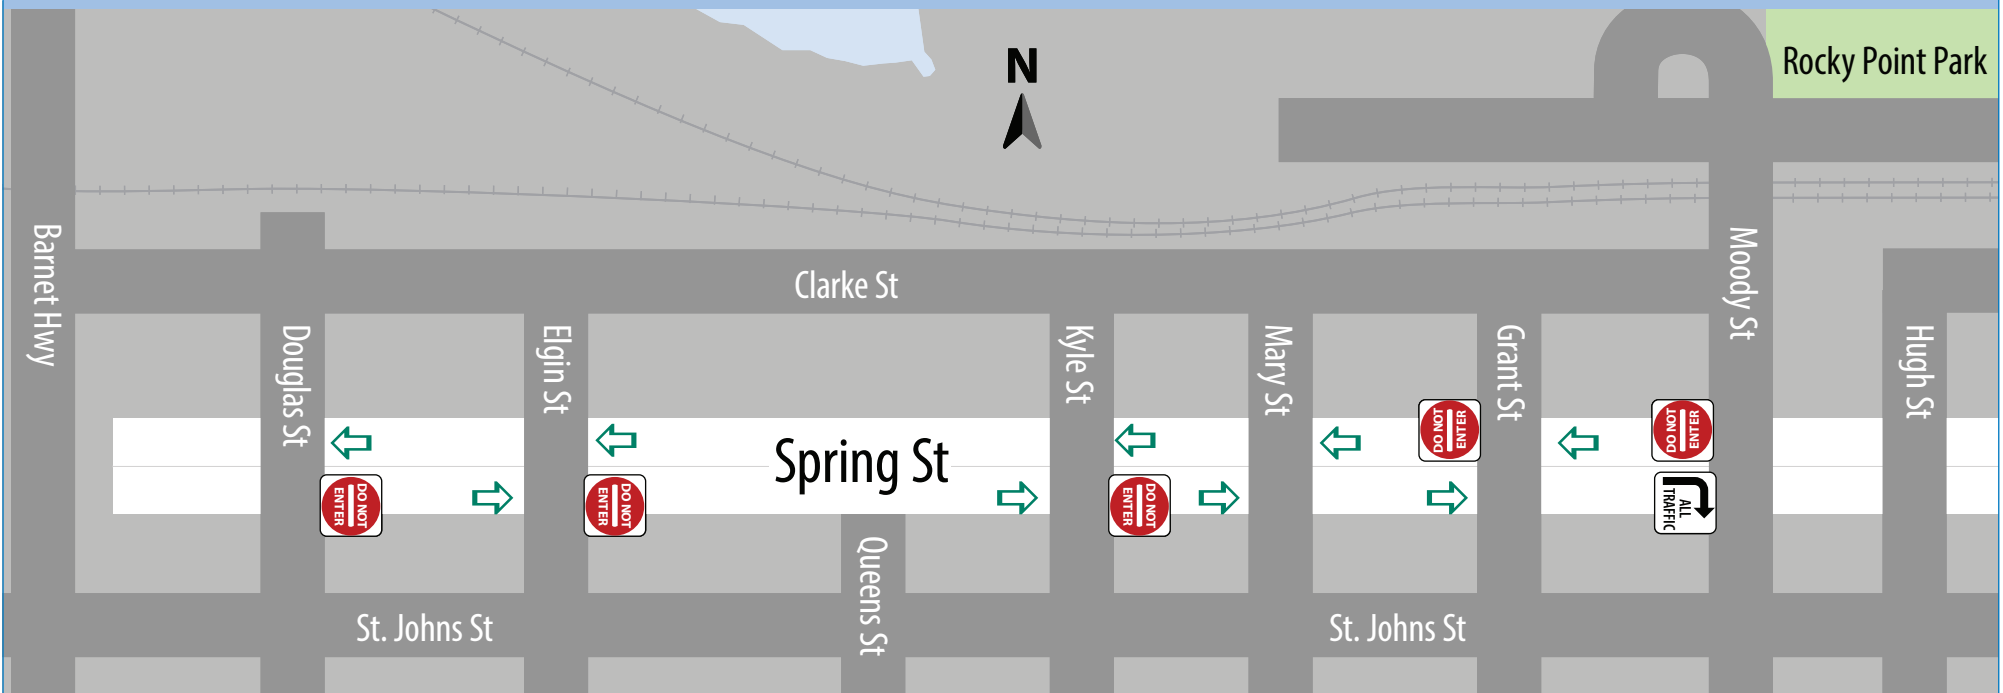 N
Rocky Point Park
Barnet Hwy
Clarke St
Moody St
Douglas St
Elgin St
Kyle St
Mary St
Grant St
Hugh St
DO NOT
ENTER
DO NOT
ENTER
Spring St
DO NOT
ENTER
DO NOT
ENTER
DO NOT
ENTER
ALL
TRAFFIC
Queens St
St. Johns St
St. Johns St